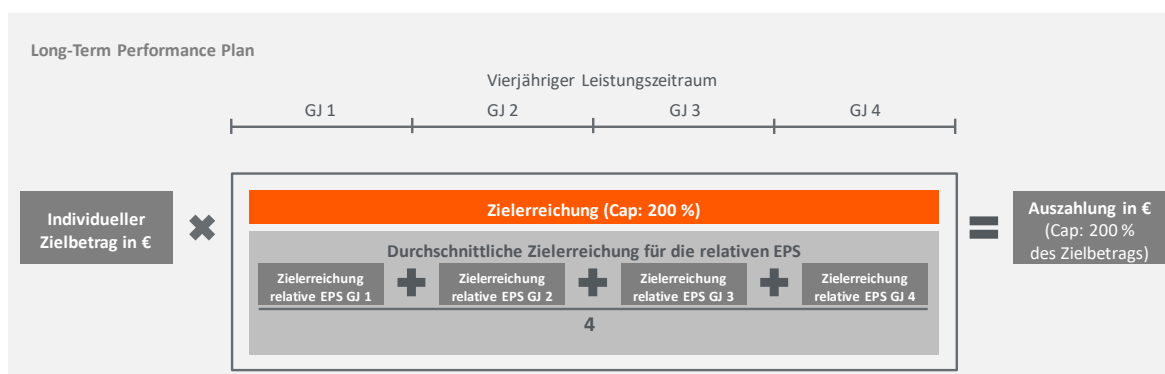 Long-Term Performance Plan
Vierjähriger Leistungszeitraum
GJ 1 GJ 2 GJ 3 GJ 4
Individueller
Zielbetrag in €
Zielerreichung (Cap: 200 %)
Durchschnittliche Zielerreichung für die relativen EPS
Zielerreichung
relative EPS GJ 1
Zielerreichung
relative EPS GJ 2
Zielerreichung
relative EPS GJ 3
Zielerreichung
relative EPS GJ 4
4
Auszahlung in €
(Cap: 200 %
des Zielbetrags)